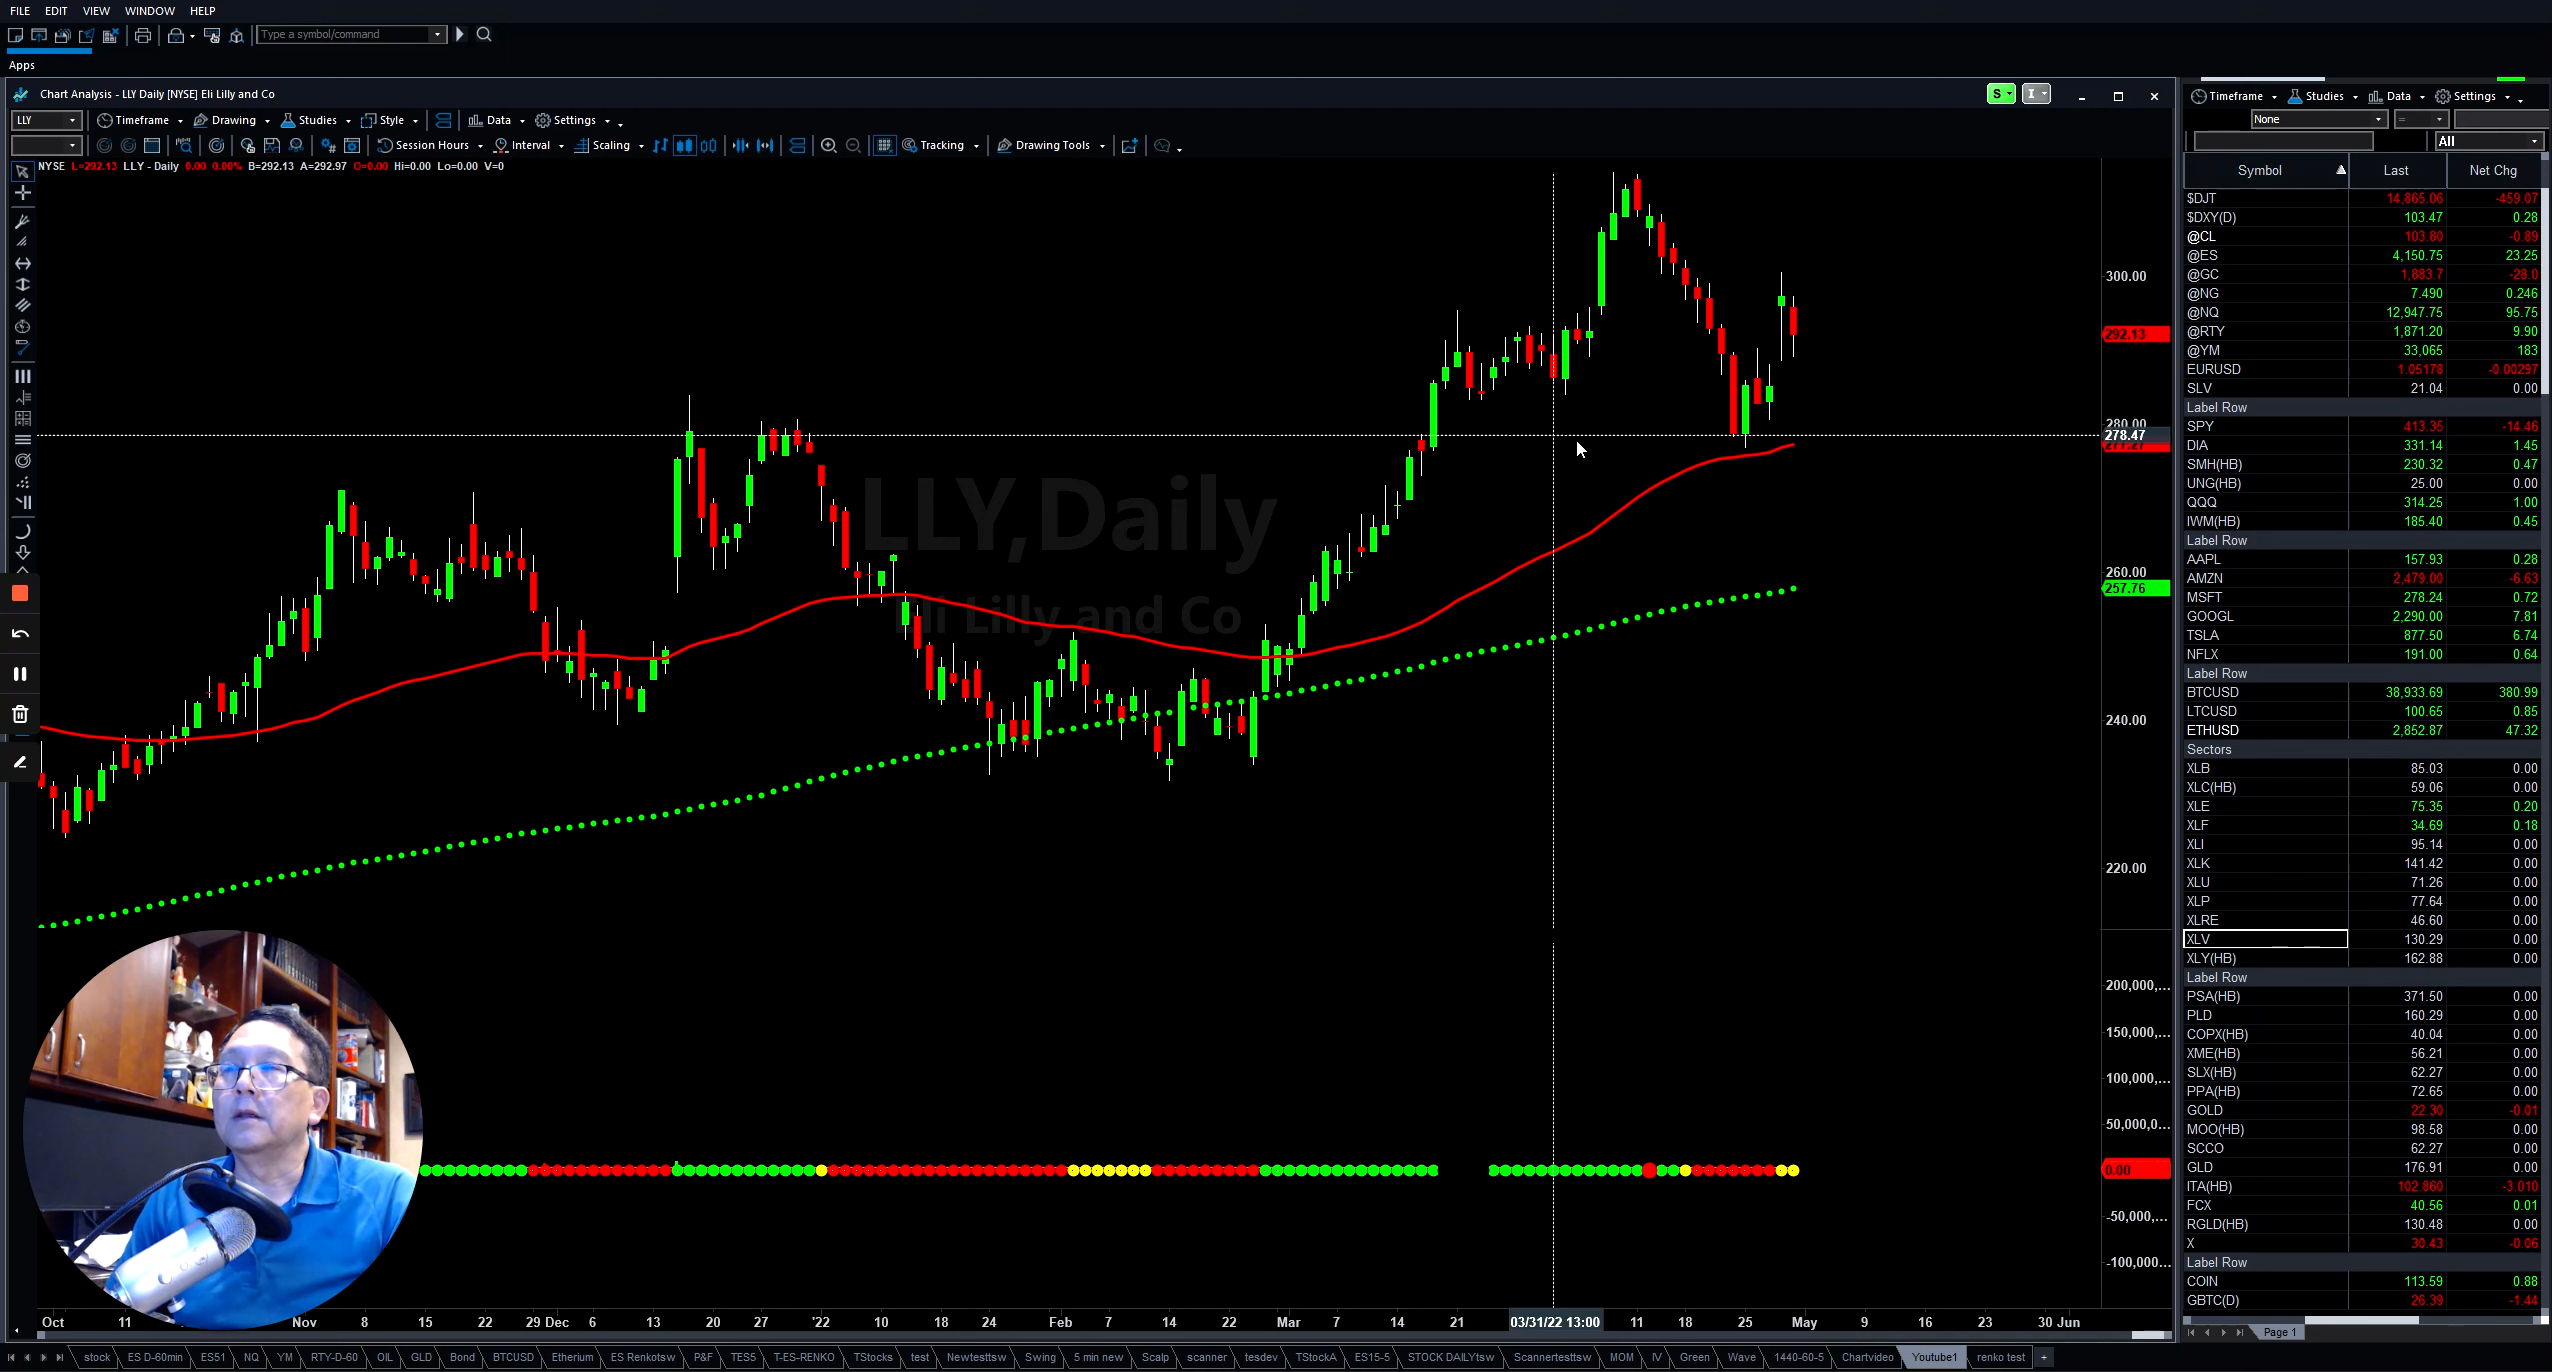 FILE EDIT VIEW WINDOW HELP
Type a symbol/command
Apps
Chart Analysis - LLY Daily [NYSE] Eli Lilly and Co
S I
LLY Timeframe Drawing Studies Style Data Settings
Session Hours Interval Scaling Tracking Drawing Tools
NYSE L=292.13 LLY - Daily 0.00 0.00% B=292.13 A=292.97 O=0.00 Hi=0.00 Lo=0.00 V=0
LLY,Daily
Eli Lilly and Co
300.00
292.13
280.00
278.47
260.00
257.76
240.00
220.00
200,000,...
150,000,...
100,000,...
50,000,0...
0.00
-50,000,...
-100,000,...
Oct 11 Nov 8 15 22 29 Dec 6 13 20 27 '22 10 18 24 Feb 7 14 22 Mar 7 14 21 03/31/22 13:00 11 18 25 May 9 16 23 30 Jun
stock ES D-60min ES51 NQ YM RTY-D-60 OIL GLD Bond BTCUSD Etherium ES Renkotsw P&F TES5 T-ES-RENKO TStocks test Newtesttsw Swing 5 min new Scalp scanner tesdev TStockA ES15-5 STOCK DAILYtsw Scannertesttsw MOM IV Green Wave 1440-60-5 Chartvideo Youtube1 renko test +
Timeframe Studies Data Settings
None =
All
Symbol Last Net Chg
$DJT 14,865.06 -459.07
$DXY(D) 103.47 0.28
@CL 103.80 -0.89
@ES 4,150.75 23.25
@GC 1,883.7 -28.0
@NG 7.490 0.246
@NQ 12,947.75 95.75
@RTY 1,871.20 9.90
@YM 33,065 183
EURUSD 1.05178 -0.00297
SLV 21.04 0.00
Label Row
SPY 413.35 -14.46
DIA 331.14 1.45
SMH(HB) 230.32 0.47
UNG(HB) 25.00 0.00
QQQ 314.25 1.00
IWM(HB) 185.40 0.45
Label Row
AAPL 157.93 0.28
AMZN 2,479.00 -6.63
MSFT 278.24 0.72
GOOGL 2,290.00 7.81
TSLA 877.50 6.74
NFLX 191.00 0.64
Label Row
BTCUSD 38,933.69 380.99
LTCUSD 100.65 0.85
ETHUSD 2,852.87 47.32
Sectors
XLB 85.03 0.00
XLC(HB) 59.06 0.00
XLE 75.35 0.20
XLF 34.69 0.18
XLI 95.14 0.00
XLK 141.42 0.00
XLU 71.26 0.00
XLP 77.64 0.00
XLRE 46.60 0.00
XLV 130.29 0.00
XLY(HB) 162.88 0.00
Label Row
PSA(HB) 371.50 0.00
PLD 160.29 0.00
COPX(HB) 40.04 0.00
XME(HB) 56.21 0.00
SLX(HB) 62.27 0.00
PPA(HB) 72.65 0.00
GOLD 22.30 -0.01
MOO(HB) 98.58 0.00
SCCO 62.27 0.00
GLD 176.91 0.00
ITA(HB) 102.860 -3.010
FCX 40.56 0.01
RGLD(HB) 130.48 0.00
X 30.43 -0.06
Label Row
COIN 113.59 0.88
GBTC(D) 26.39 -1.44
Page 1